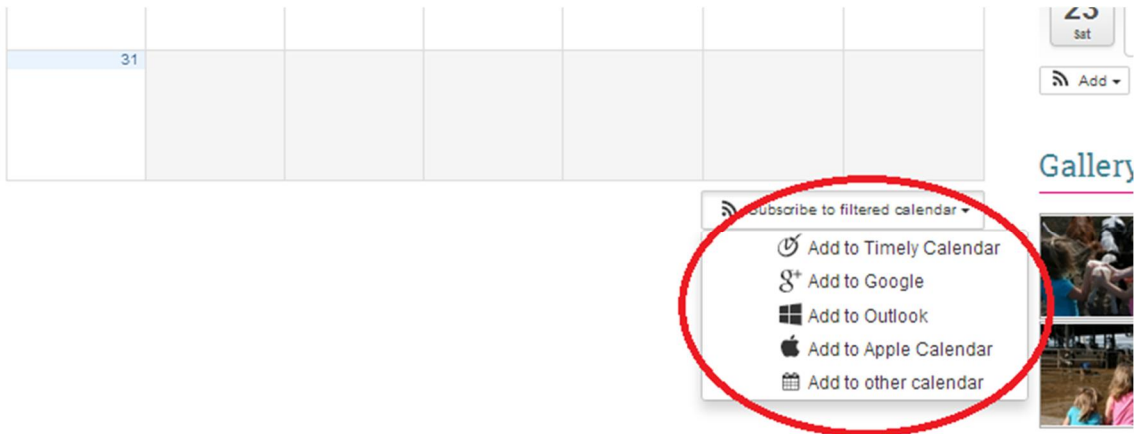 23
Sat
31
Add
Gallery
Subscribe to filtered calendar
Add to Timely Calendar
g+ Add to Google
Add to Outlook
Add to Apple Calendar
Add to other calendar